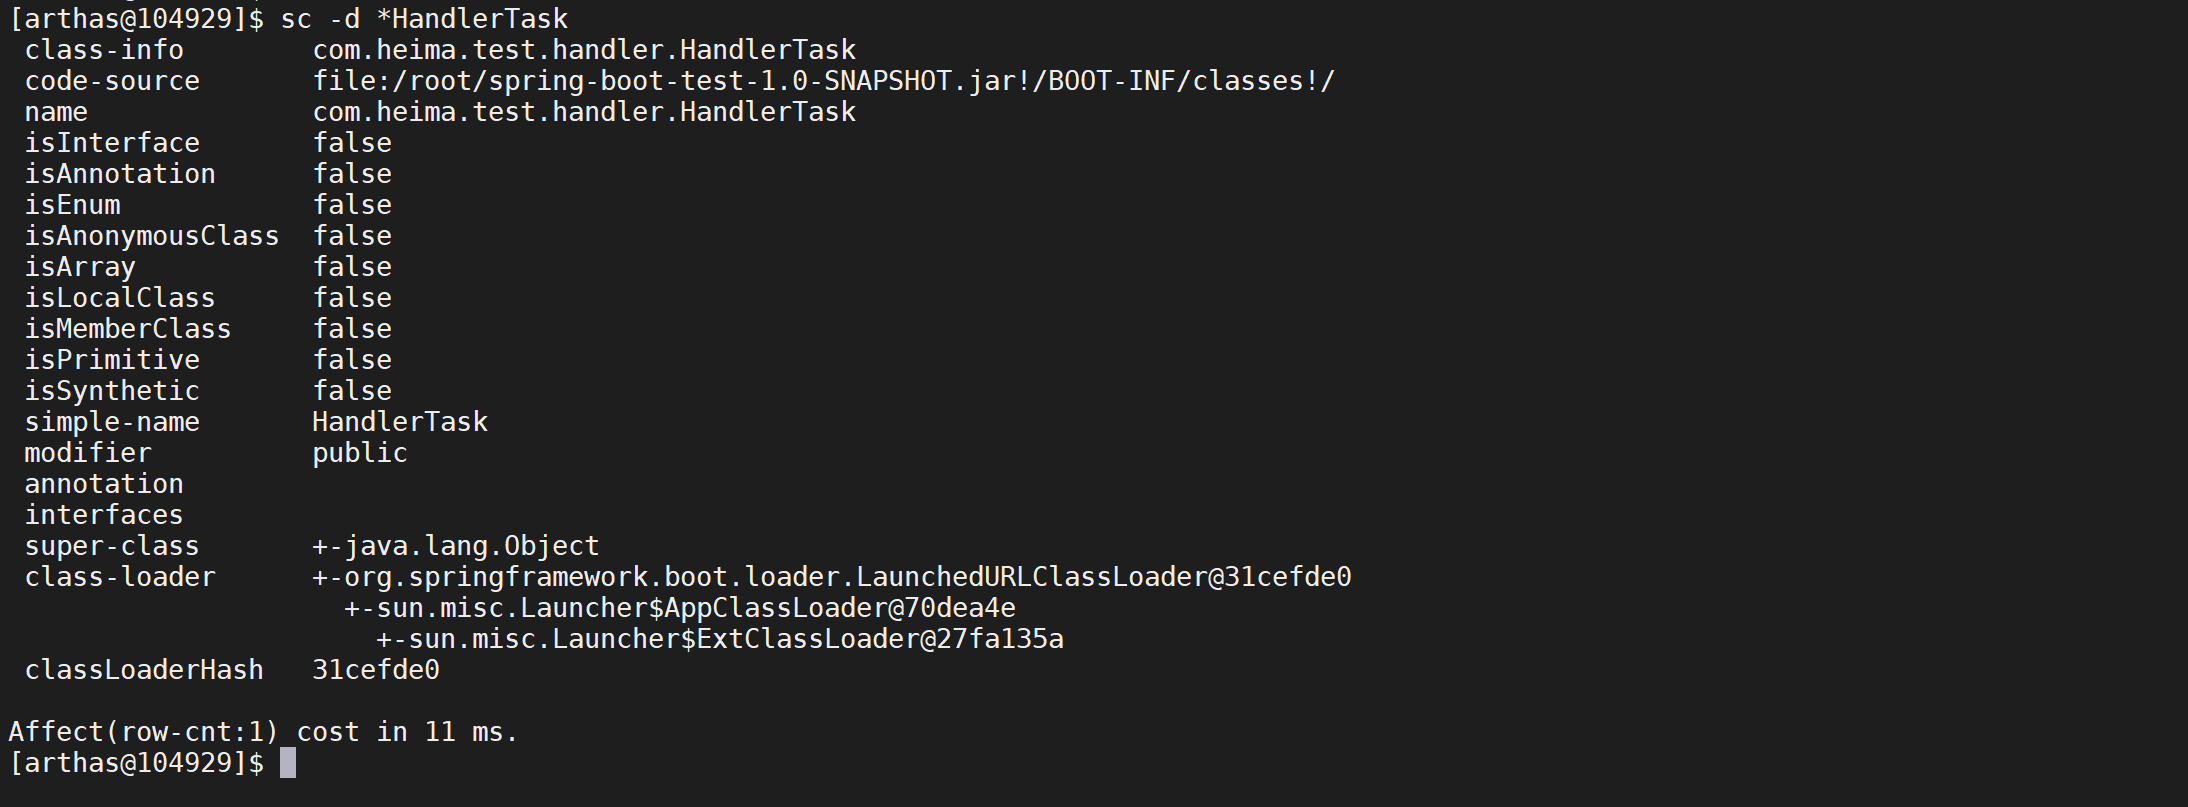 [arthas@104929]$ sc -d *HandlerTask
class-info        com.heima.test.handler.HandlerTask
code-source       file:/root/spring-boot-test-1.0-SNAPSHOT.jar!/BOOT-INF/classes!/
name              com.heima.test.handler.HandlerTask
isInterface       false
isAnnotation      false
isEnum            false
isAnonymousClass  false
isArray           false
isLocalClass      false
isMemberClass     false
isPrimitive       false
isSynthetic       false
simple-name       HandlerTask
modifier          public
annotation
interfaces
super-class       +-java.lang.Object
class-loader      +-org.springframework.boot.loader.LaunchedURLClassLoader@31cefde0
                    +-sun.misc.Launcher$AppClassLoader@70dea4e
                      +-sun.misc.Launcher$ExtClassLoader@27fa135a
classLoaderHash   31cefde0
Affect(row-cnt:1) cost in 11 ms.
[arthas@104929]$